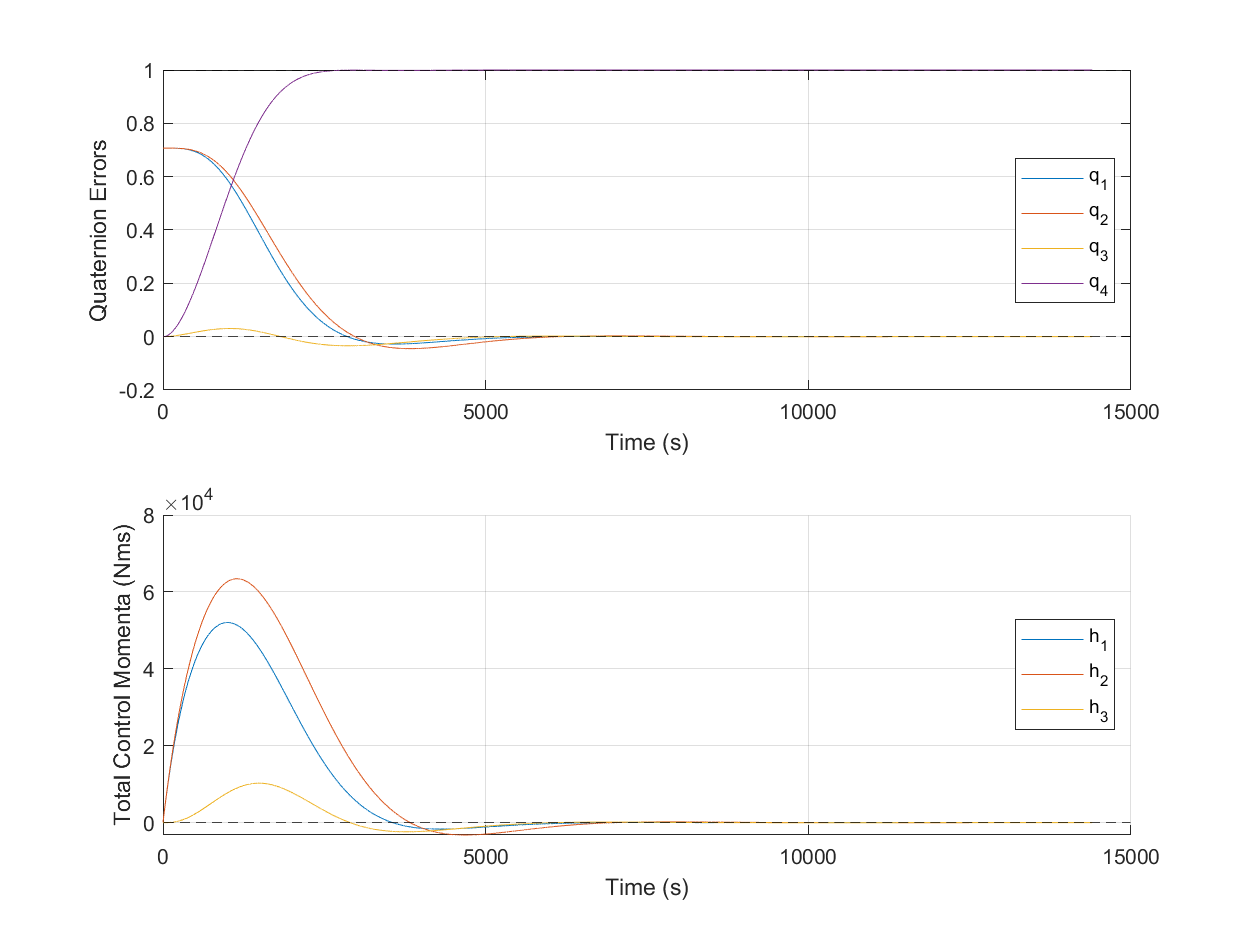 1
0.8
0.6
0.4
0.2
0
-0.2
Quaternion Errors
q1
q2
q3
q4
0 5000 10000 15000
Time (s)
×10^4
8
6
4
2
0
Total Control Momenta (Nms)
h1
h2
h3
0 5000 10000 15000
Time (s)